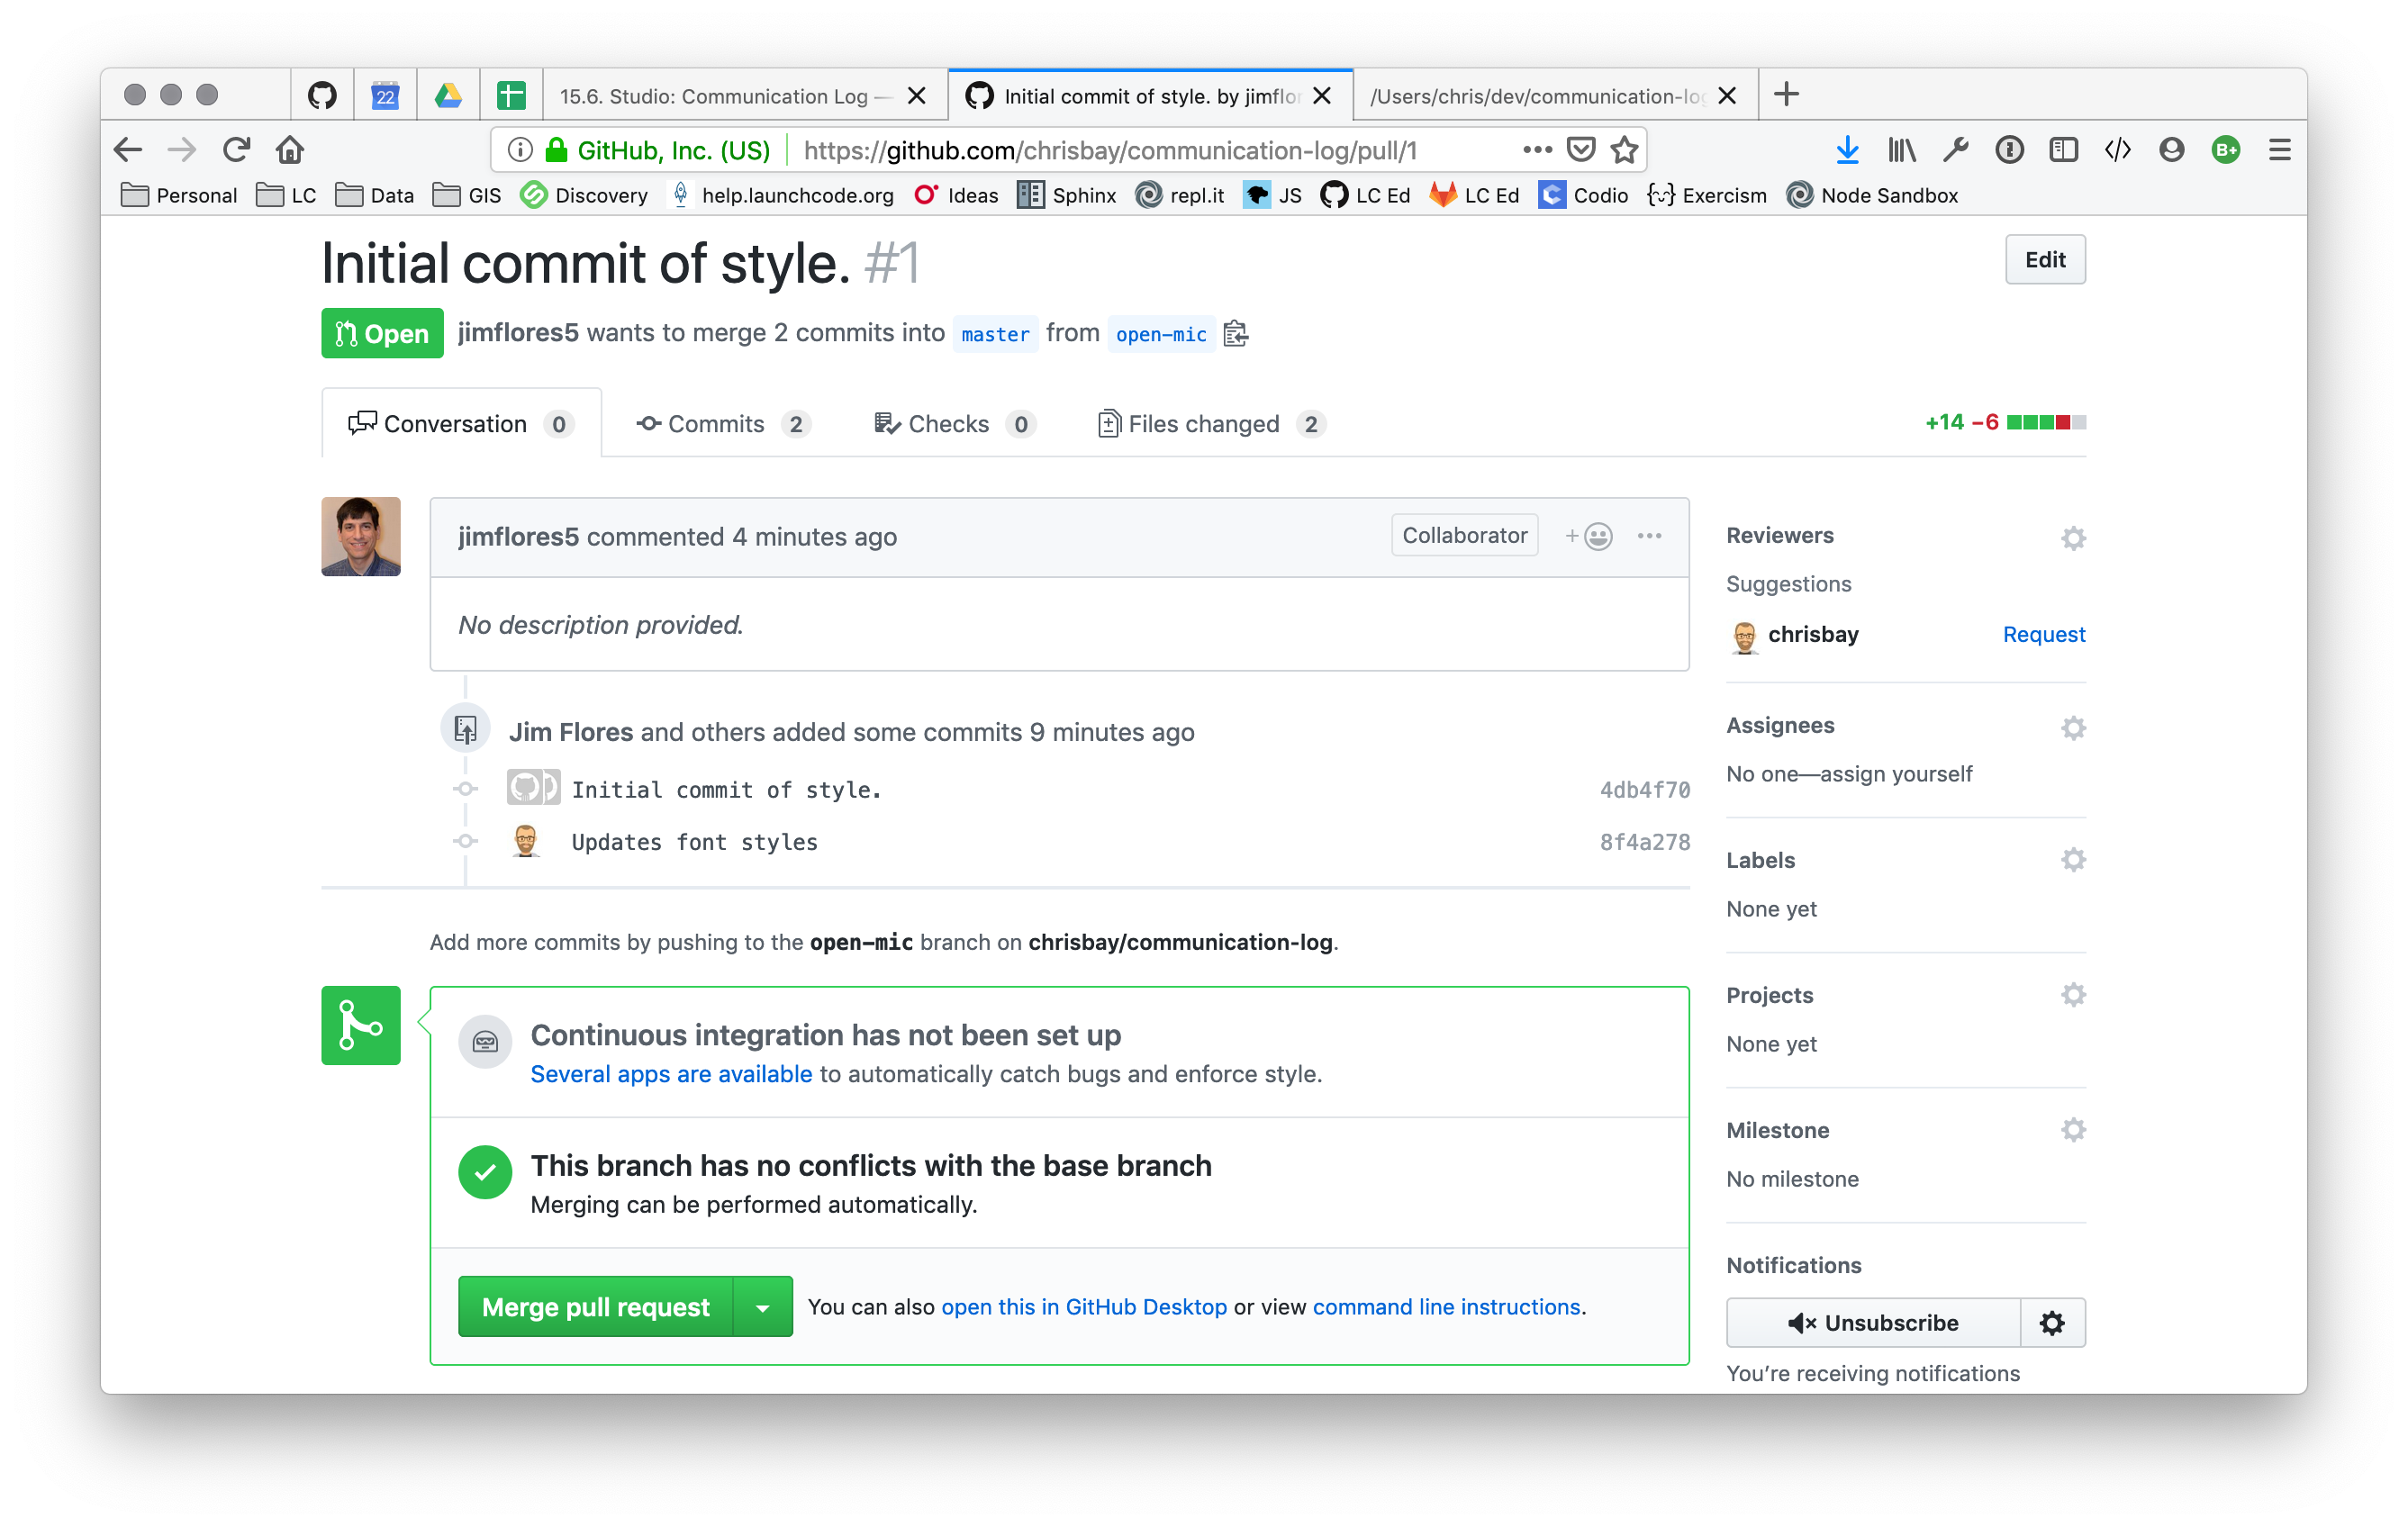 22
15.6. Studio: Communication Log —
Initial commit of style. by jimflor
/Users/chris/dev/communication-log
GitHub, Inc. (US)
https://github.com/chrisbay/communication-log/pull/1
B+
Personal LC Data GIS Discovery help.launchcode.org Ideas Sphinx repl.it JS LC Ed LC Ed Codio Exercism Node Sandbox
Initial commit of style. #1
Edit
Open jimflores5 wants to merge 2 commits into master from open-mic
Conversation 0 Commits 2 Checks 0 Files changed 2
+14 −6
jimflores5 commented 4 minutes ago
Collaborator
No description provided.
Jim Flores and others added some commits 9 minutes ago
Initial commit of style. 4db4f70
Updates font styles 8f4a278
Add more commits by pushing to the open-mic branch on chrisbay/communication-log.
Continuous integration has not been set up
Several apps are available to automatically catch bugs and enforce style.
This branch has no conflicts with the base branch
Merging can be performed automatically.
Merge pull request
You can also open this in GitHub Desktop or view command line instructions.
Reviewers
Suggestions
chrisbay Request
Assignees
No one—assign yourself
Labels
None yet
Projects
None yet
Milestone
No milestone
Notifications
Unsubscribe
You’re receiving notifications